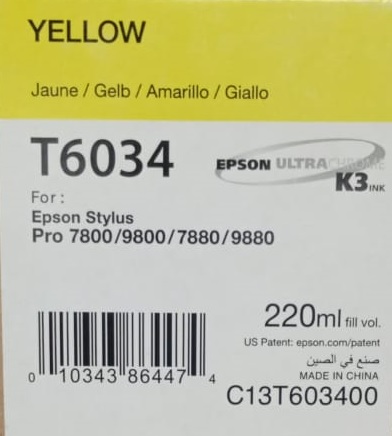 YELLOW
Jaune / Gelb / Amarillo / Giallo
T6034
EPSON ULTRACHROME
K3 INK
For :
Epson Stylus
Pro 7800/9800/7880/9880
220ml fill vol.
US Patent: epson.com/patent
صنع في الصين
MADE IN CHINA
0 10343 86447 4
C13T603400